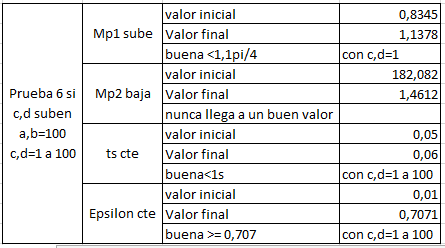 Prueba 6 si
c,d suben
a,b=100
c,d=1 a 100
Mp1 sube
valor inicial 0,8345
Valor final 1,1378
buena <1,1pi/4 con c,d=1
Mp2 baja
valor inicial 182,082
Valor final 1,4612
nunca llega a un buen valor
ts cte
valor inicial 0,05
Valor final 0,06
buena<1s con c,d=1 a 100
Epsilon cte
valor inicial 0,01
Valor final 0,7071
buena >= 0,707 con c,d=1 a 100